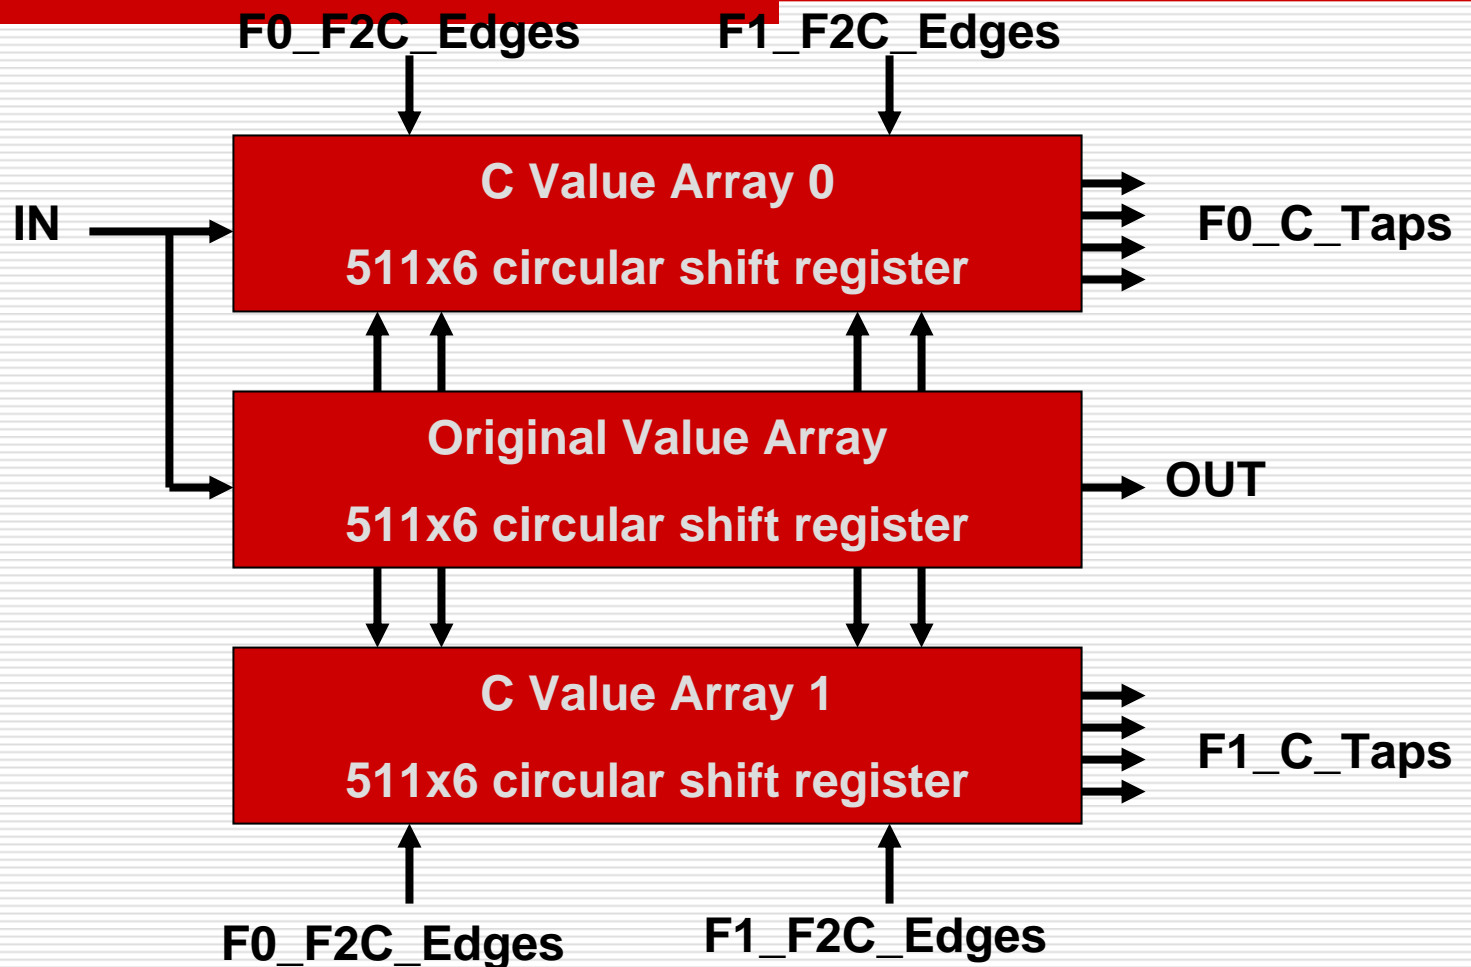 F0_F2C_Edges
F1_F2C_Edges
C Value Array 0
IN
F0_C_Taps
511x6 circular shift register
Original Value Array
OUT
511x6 circular shift register
C Value Array 1
F1_C_Taps
511x6 circular shift register
F0_F2C_Edges
F1_F2C_Edges